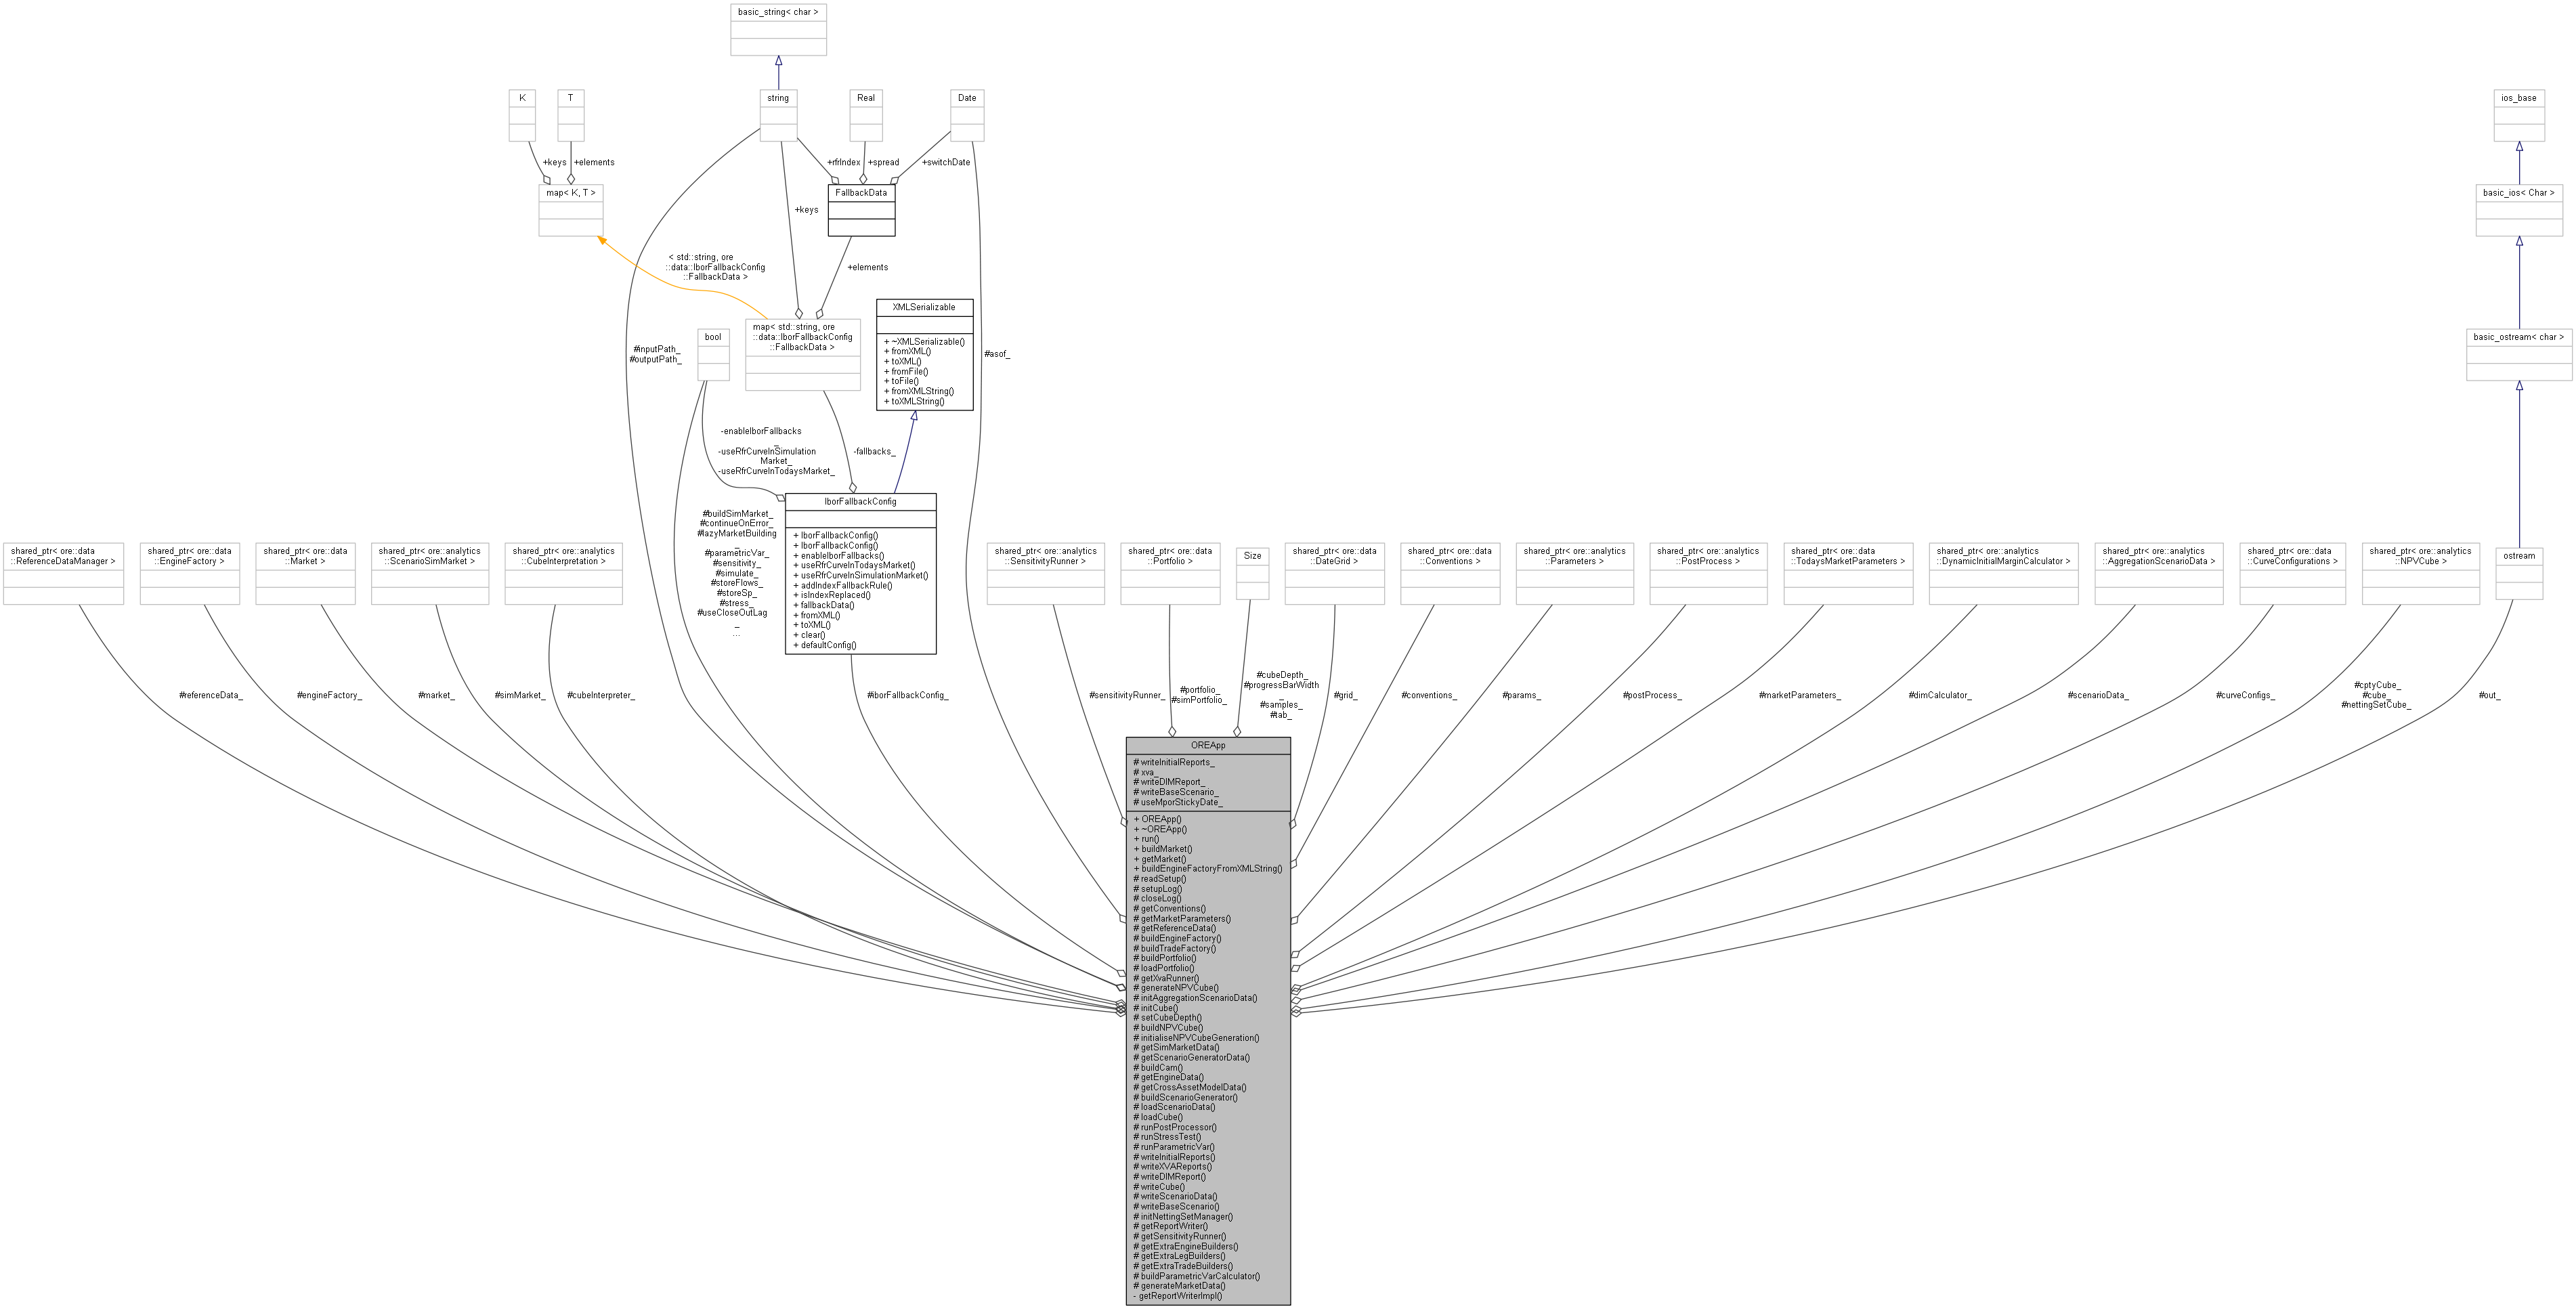 basic_string< char >
K
T
string
Real
Date
ios_base
+keys
+elements
+rfrIndex
+spread
+switchDate
map< K, T >
FallbackData
basic_ios< Char >
+keys
< std::string, ore
::data::IborFallbackConfig
::FallbackData >
+elements
XMLSerializable
+ ~XMLSerializable()
+ fromXML()
+ toXML()
+ fromFile()
+ toFile()
+ fromXMLString()
+ toXMLString()
map< std::string, ore
::data::IborFallbackConfig
::FallbackData >
bool
basic_ostream< char >
#inputPath_
#outputPath_
#asof_
-enableIborFallbacks
_
-useRfrCurveInSimulation
Market_
-useRfrCurveInTodaysMarket_
-fallbacks_
IborFallbackConfig
+ IborFallbackConfig()
+ IborFallbackConfig()
+ enableIborFallbacks()
+ useRfrCurveInTodaysMarket()
+ useRfrCurveInSimulationMarket()
+ addIndexFallbackRule()
+ isIndexReplaced()
+ fallbackData()
+ fromXML()
+ toXML()
+ clear()
+ defaultConfig()
#buildSimMarket_
#continueOnError_
#lazyMarketBuilding
_
#parametricVar_
#sensitivity_
#simulate_
#storeFlows_
#storeSp_
#stress_
#useCloseOutLag
_
...
shared_ptr< ore::data
::ReferenceDataManager >
shared_ptr< ore::data
::EngineFactory >
shared_ptr< ore::data
::Market >
shared_ptr< ore::analytics
::ScenarioSimMarket >
shared_ptr< ore::analytics
::CubeInterpretation >
shared_ptr< ore::analytics
::SensitivityRunner >
shared_ptr< ore::data
::Portfolio >
Size
shared_ptr< ore::data
::DateGrid >
shared_ptr< ore::data
::Conventions >
shared_ptr< ore::analytics
::Parameters >
shared_ptr< ore::analytics
::PostProcess >
shared_ptr< ore::data
::TodaysMarketParameters >
shared_ptr< ore::analytics
::DynamicInitialMarginCalculator >
shared_ptr< ore::analytics
::AggregationScenarioData >
shared_ptr< ore::data
::CurveConfigurations >
shared_ptr< ore::analytics
::NPVCube >
ostream
#referenceData_
#engineFactory_
#market_
#simMarket_
#cubeInterpreter_
#iborFallbackConfig_
#sensitivityRunner_
#portfolio_
#simPortfolio_
#cubeDepth_
#progressBarWidth
_
#samples_
#tab_
#grid_
#conventions_
#params_
#postProcess_
#marketParameters_
#dimCalculator_
#scenarioData_
#curveConfigs_
#cptyCube_
#cube_
#nettingSetCube_
#out_
OREApp
# writeInitialReports_
# xva_
# writeDIMReport_
# writeBaseScenario_
# useMporStickyDate_
+ OREApp()
+ ~OREApp()
+ run()
+ buildMarket()
+ getMarket()
+ buildEngineFactoryFromXMLString()
# readSetup()
# setupLog()
# closeLog()
# getConventions()
# getMarketParameters()
# getReferenceData()
# buildEngineFactory()
# buildTradeFactory()
# buildPortfolio()
# loadPortfolio()
# getXvaRunner()
# generateNPVCube()
# initAggregationScenarioData()
# initCube()
# setCubeDepth()
# buildNPVCube()
# initialiseNPVCubeGeneration()
# getSimMarketData()
# getScenarioGeneratorData()
# buildCam()
# getEngineData()
# getCrossAssetModelData()
# buildScenarioGenerator()
# loadScenarioData()
# loadCube()
# runPostProcessor()
# runStressTest()
# runParametricVar()
# writeInitialReports()
# writeXVAReports()
# writeDIMReport()
# writeCube()
# writeScenarioData()
# writeBaseScenario()
# initNettingSetManager()
# getReportWriter()
# getSensitivityRunner()
# getExtraEngineBuilders()
# getExtraLegBuilders()
# getExtraTradeBuilders()
# buildParametricVarCalculator()
# generateMarketData()
- getReportWriterImpl()